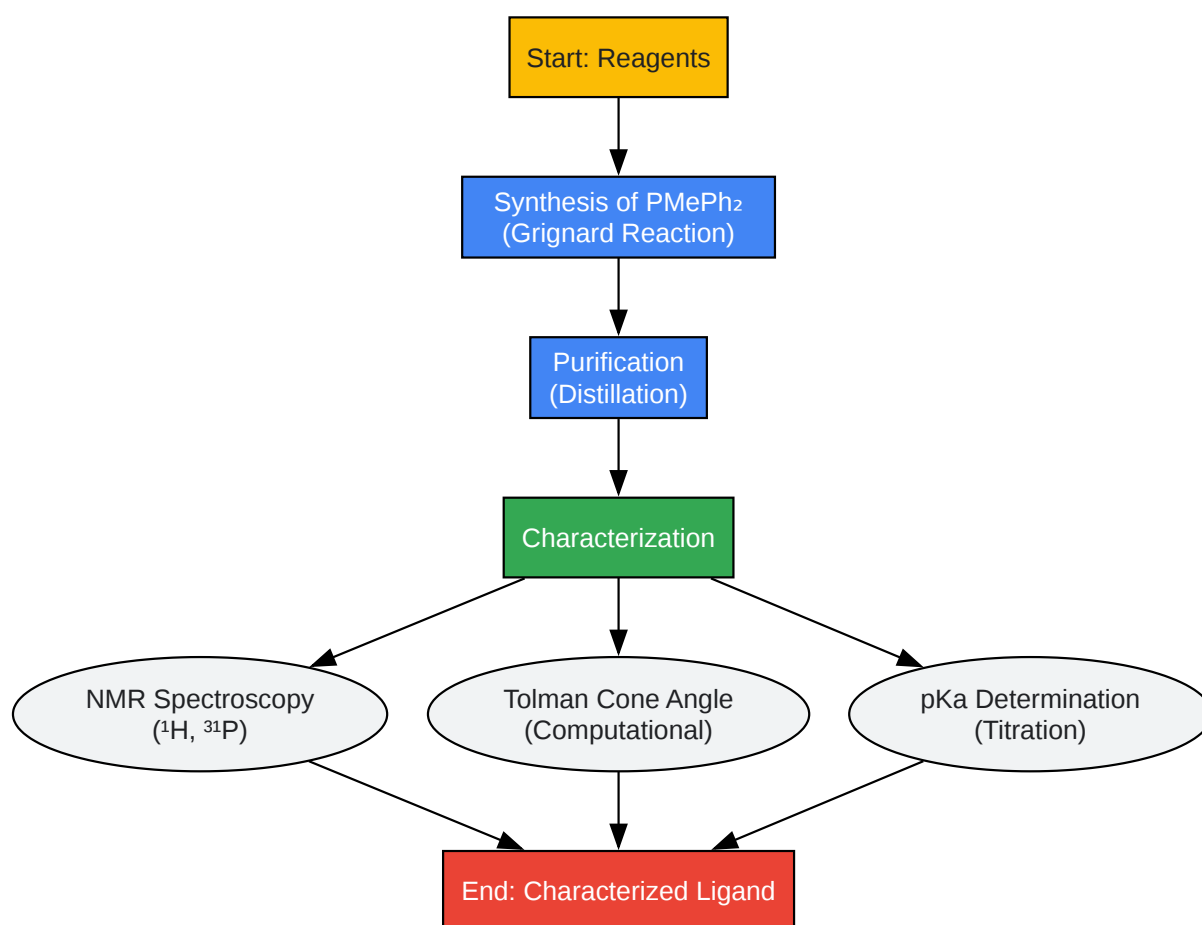 Start: Reagents
Synthesis of PMePh₂
(Grignard Reaction)
Purification
(Distillation)
Characterization
NMR Spectroscopy
(¹H, ³¹P)
Tolman Cone Angle
(Computational)
pKa Determination
(Titration)
End: Characterized Ligand